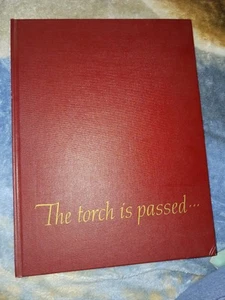 The torch is passed...